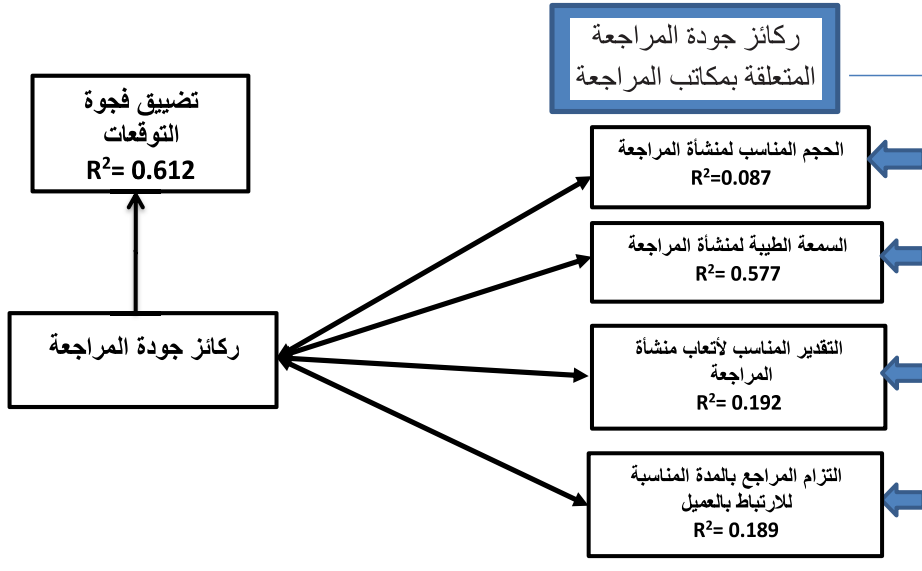 ركائز جودة المراجعة
المتعلقة بمكاتب المراجعة
الحجم المناسب لمنشأة المراجعة
R²=0.087
السمعة الطيبة لمنشأة المراجعة
R²= 0.577
التقدير المناسب لأتعاب منشأة
المراجعة
R²= 0.192
التزام المراجع بالمدة المناسبة
للارتباط بالعميل
R²= 0.189
تضييق فجوة
التوقعات
R²= 0.612
ركائز جودة المراجعة